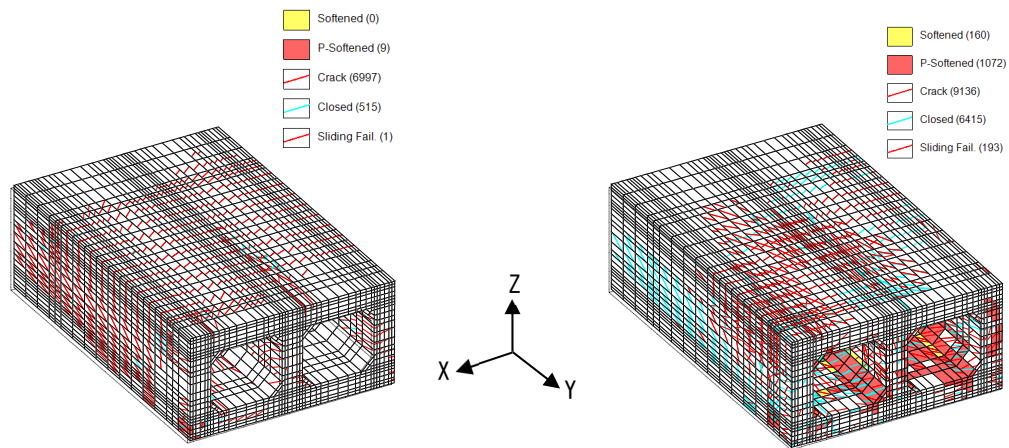 Softened (0)
P-Softened (9)
Crack (6997)
Closed (515)
Sliding Fail. (1)
Softened (160)
P-Softened (1072)
Crack (9136)
Closed (6415)
Sliding Fail. (193)
Z
X
Y